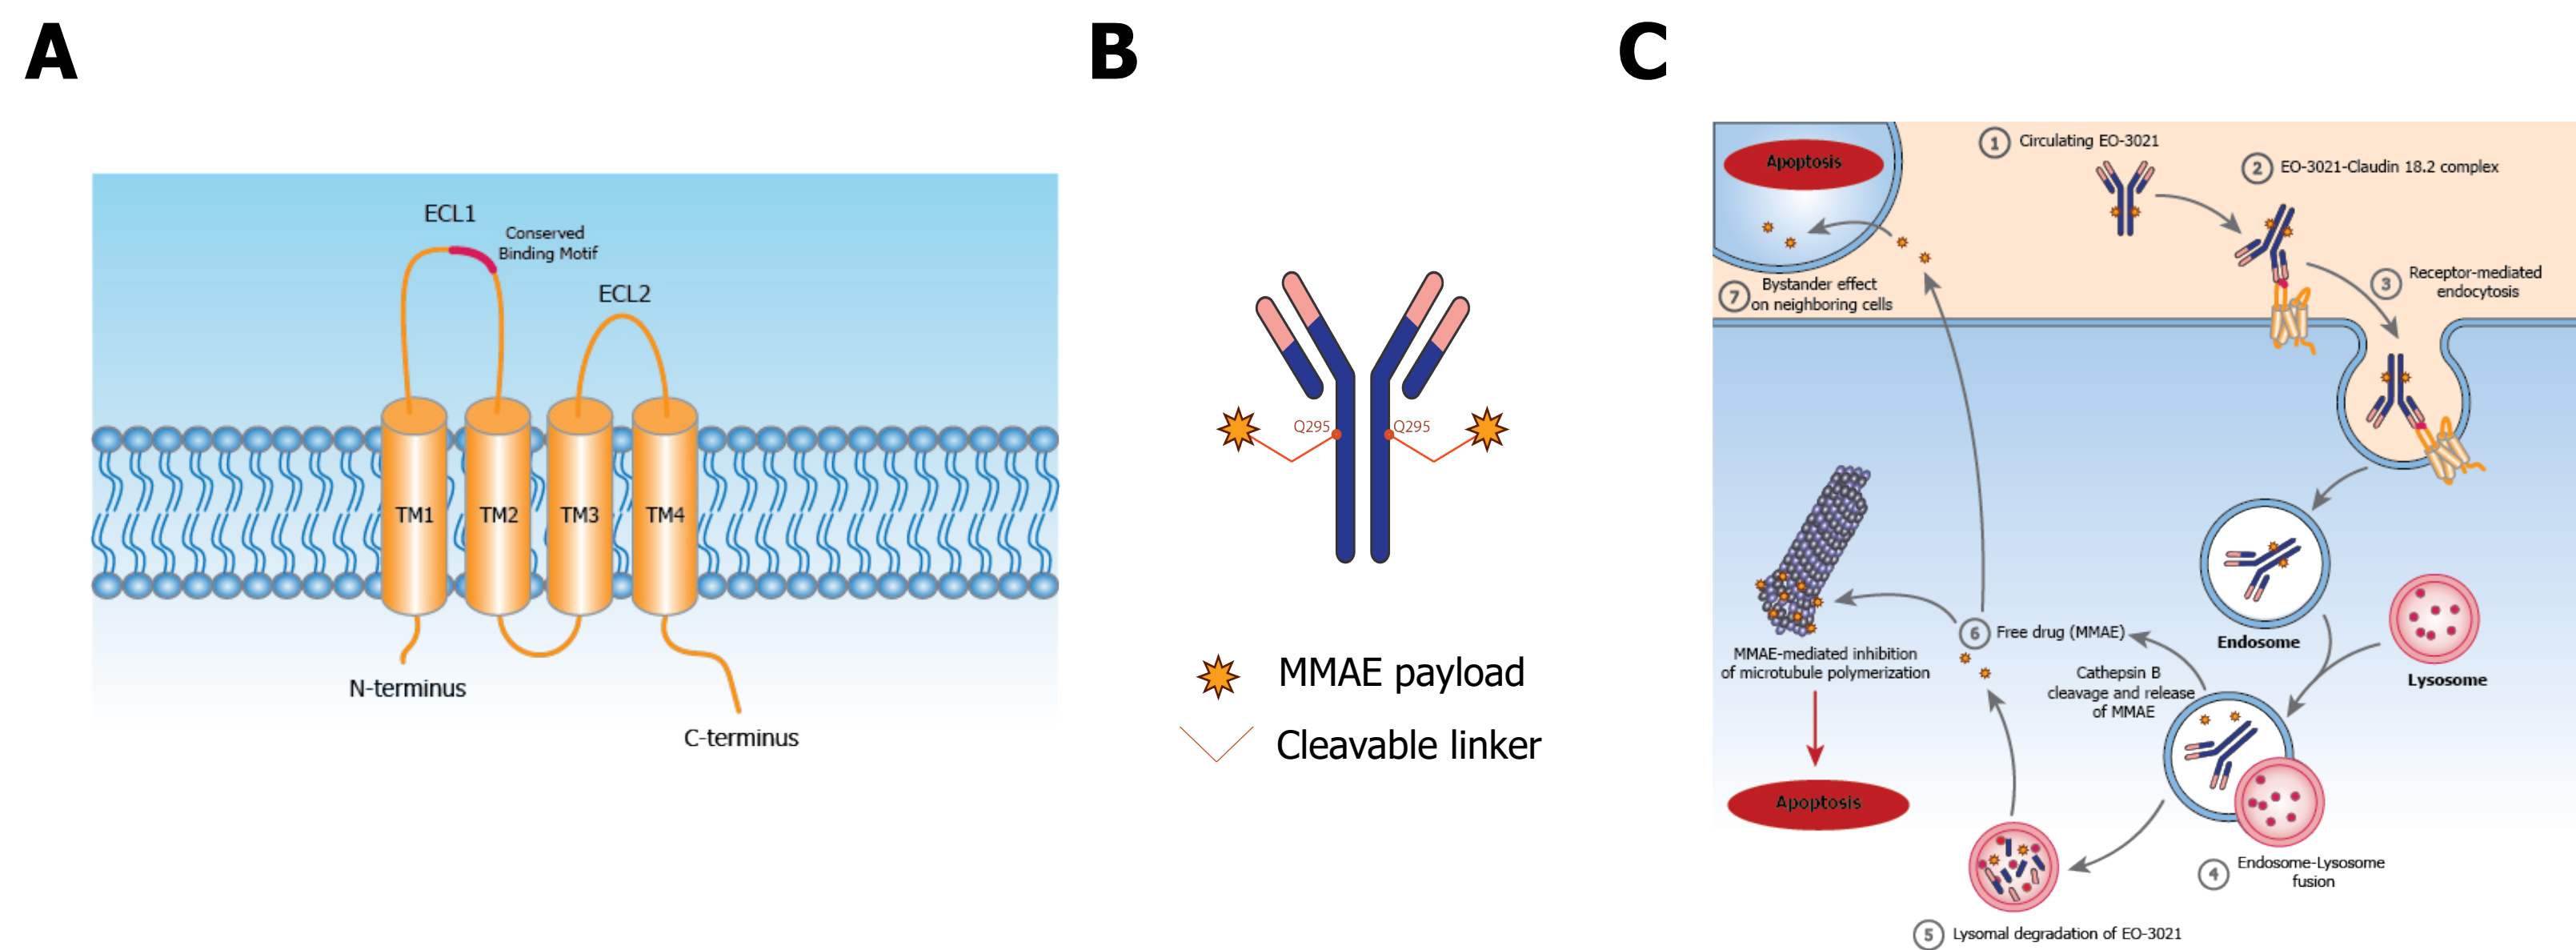 A
ECL1
Conserved
Binding Motif
ECL2
TM1
TM2
TM3
TM4
N-terminus
C-terminus
B
Q295
Q295
MMAE payload
Cleavable linker
C
Apoptosis
1 Circulating EO-3021
2 EO-3021-Claudin 18.2 complex
3 Receptor-mediated
endocytosis
7 Bystander effect
on neighboring cells
Endosome
Lysosome
6 Free drug (MMAE)
MMAE-mediated inhibition
of microtubule polymerization
Cathepsin B
cleavage and release
of MMAE
Apoptosis
4 Endosome-Lysosome
fusion
5 Lysomal degradation of EO-3021